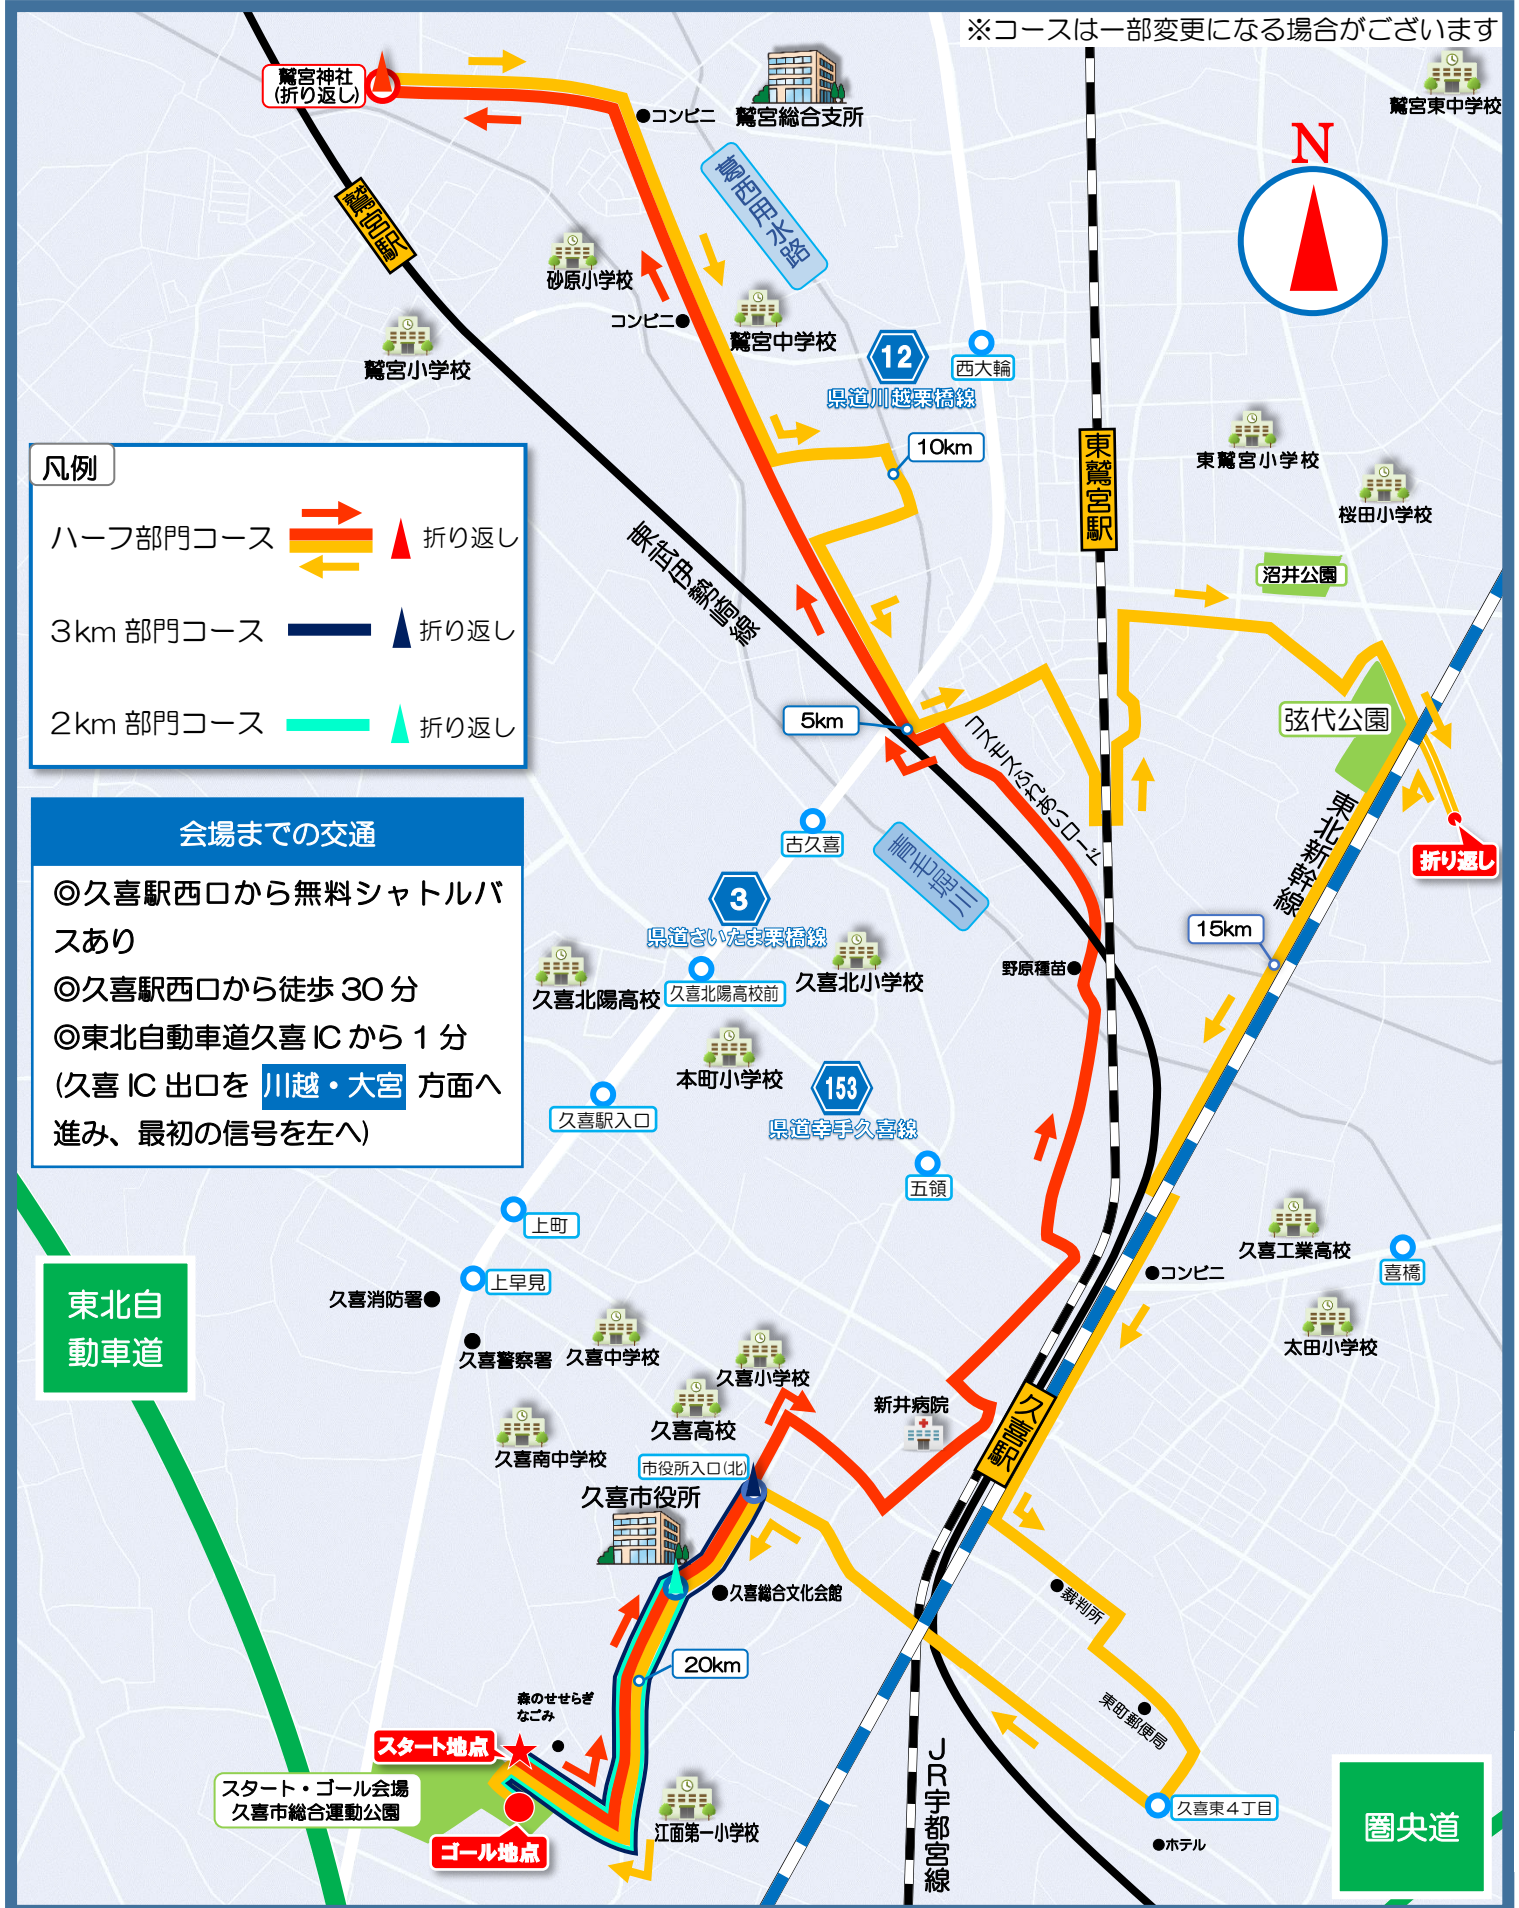 ※コースは一部変更になる場合がございます
鷲宮神社
(折り返し)
コンビニ
鷲宮総合支所
鷲宮東中学校
N
葛西用水路
鷲宮駅
砂原小学校
コンビニ
鷲宮中学校
鷲宮小学校
12
県道川越栗橋線
西大輪
10km
東鷲宮駅
東鷲宮小学校
桜田小学校
沼井公園
凡例
ハーフ部門コース
折り返し
3km 部門コース
折り返し
2km 部門コース
折り返し
東武伊勢崎線
5km
コスモスふれあいロード
弦代公園
折り返し
東北新幹線
15km
会場までの交通
◎久喜駅西口から無料シャトルバ
スあり
◎久喜駅西口から徒歩 30 分
◎東北自動車道久喜 IC から 1 分
(久喜 IC 出口を 川越・大宮 方面へ
進み、最初の信号を左へ)
古久喜
青毛堀川
3
県道さいたま栗橋線
久喜北陽高校
久喜北陽高校前
久喜北小学校
野原種苗
本町小学校
153
県道幸手久喜線
久喜駅入口
五領
上町
上早見
久喜消防署
久喜警察署
久喜中学校
久喜小学校
久喜高校
久喜南中学校
新井病院
久喜工業高校
喜橋
コンビニ
太田小学校
久喜駅
東北自
動車道
市役所入口(北)
久喜市役所
久喜総合文化会館
裁判所
20km
東町郵便局
森のせせらぎ
なごみ
スタート地点
スタート・ゴール会場
久喜市総合運動公園
ゴール地点
江面第一小学校
JR宇都宮線
久喜東4丁目
ホテル
圏央道